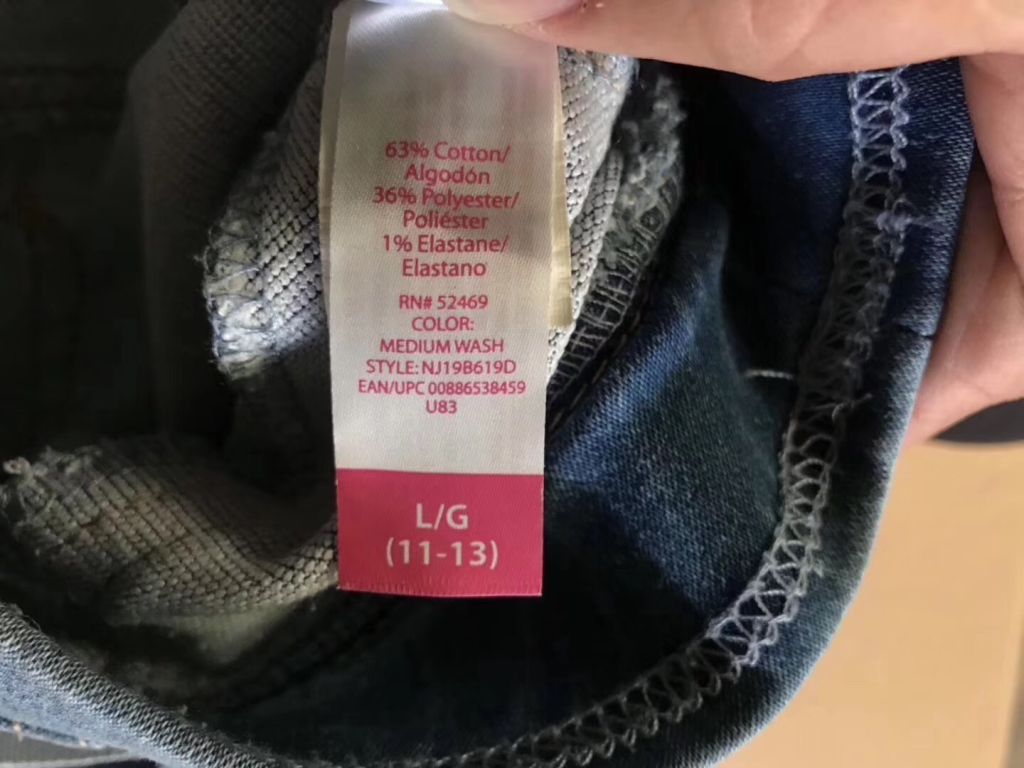 63% Cotton/
Algodón
36% Polyester/
Poliéster
1% Elastane/
Elastano
RN# 52469
COLOR:
MEDIUM WASH
STYLE: NJ19B619D
EAN/UPC 00886538459
U83
L/G
(11-13)